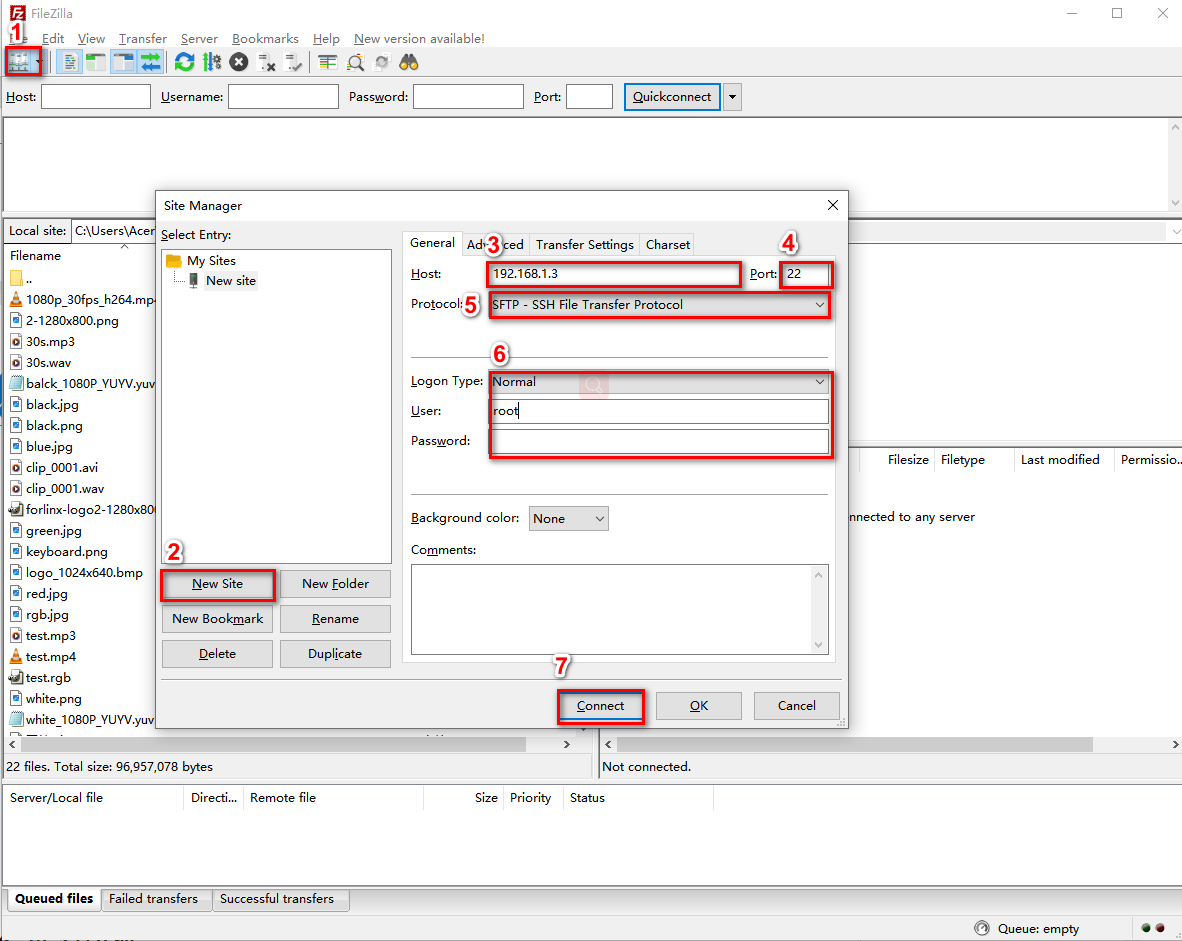 FileZilla
1
Edit View Transfer Server Bookmarks Help New version available!
Host: Username: Password: Port: Quickconnect
Site Manager
Local site: C:\Users\Acer
Select Entry:
Filename
My Sites
New site
General Advanced Transfer Settings Charset
3
4
Host: 192.168.1.3 Port: 22
Protocol: 5 SFTP - SSH File Transfer Protocol
6
Logon Type: Normal
User: root
Password:
Background color: None
Comments:
..
1080p_30fps_h264.mp4
2-1280x800.png
30s.mp3
30s.wav
balck_1080P_YUYV.yuv
black.jpg
black.png
blue.jpg
clip_0001.avi
clip_0001.wav
forlinx-logo2-1280x800
green.jpg
keyboard.png
logo_1024x640.bmp
red.jpg
rgb.jpg
test.mp3
test.mp4
test.rgb
white.png
white_1080P_YUYV.yuv
2
New Site New Folder
New Bookmark Rename
Delete Duplicate
7
Connect OK Cancel
Filesize Filetype Last modified Permissio...
nnected to any server
22 files. Total size: 96,957,078 bytes
Not connected.
Server/Local file Directi... Remote file Size Priority Status
Queued files Failed transfers Successful transfers
Queue: empty